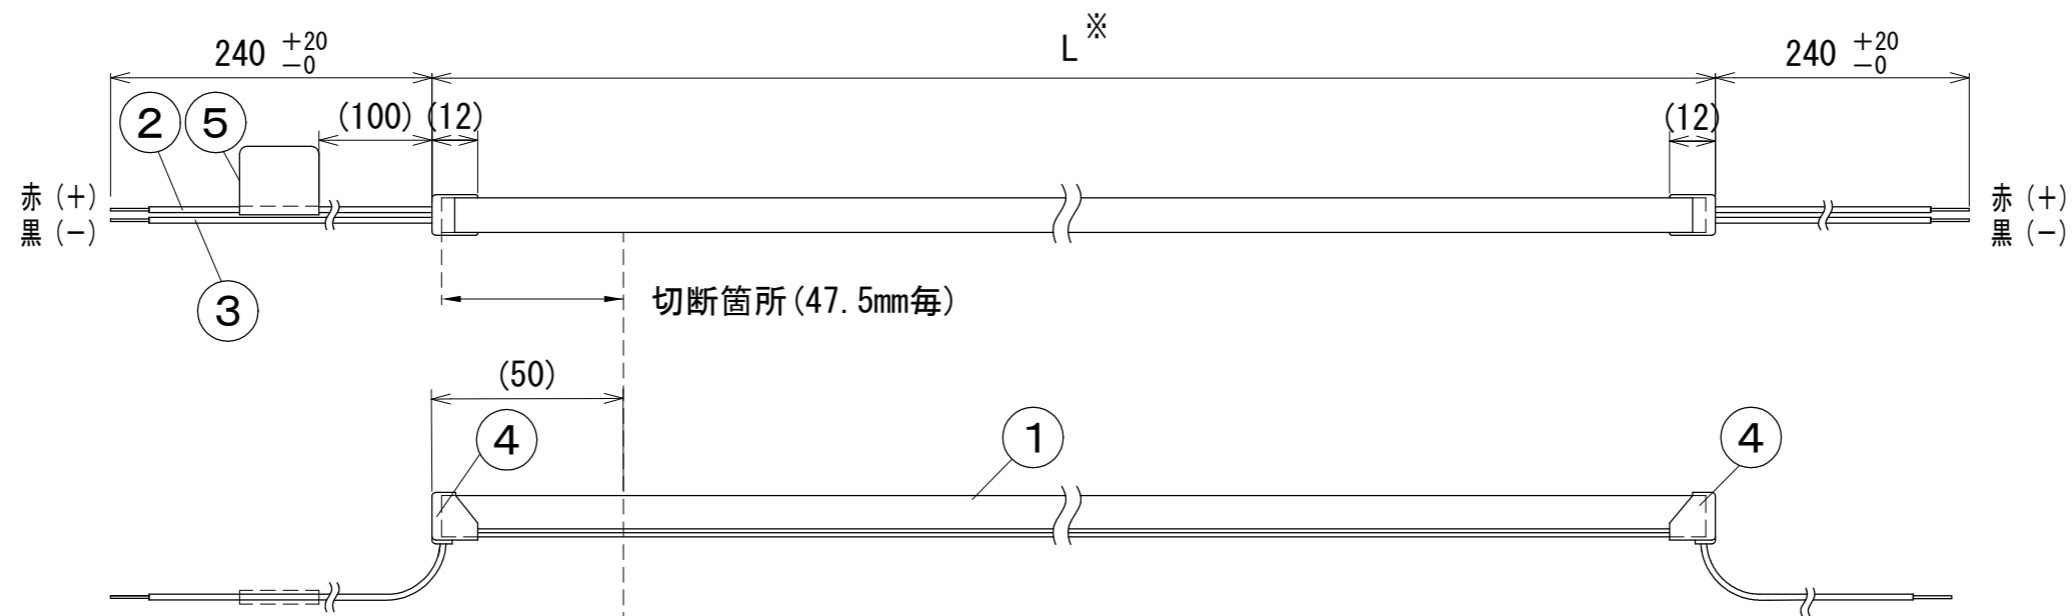 240 +20 −0
L※
240 +20 −0
② ⑤ (100) (12)
(12)
赤 (+)
黒 (−)
赤 (+)
黒 (−)
③
切断箇所(47.5mm毎)
(50)
④
①
④